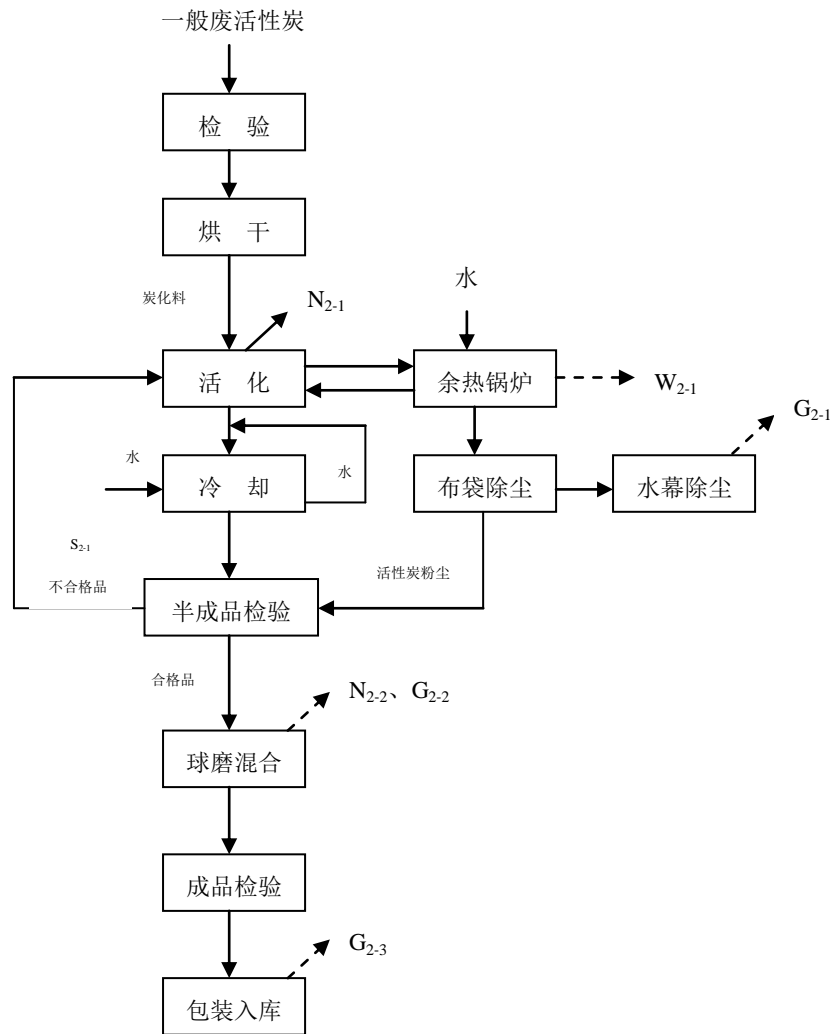 一般废活性炭
检 验
烘 干
炭化料
N2-1
水
活 化
余热锅炉
W2-1
G2-1
水
冷 却
水
布袋除尘
水幕除尘
S2-1
不合格品
活性炭粉尘
半成品检验
合格品
N2-2、G2-2
球磨混合
成品检验
G2-3
包装入库